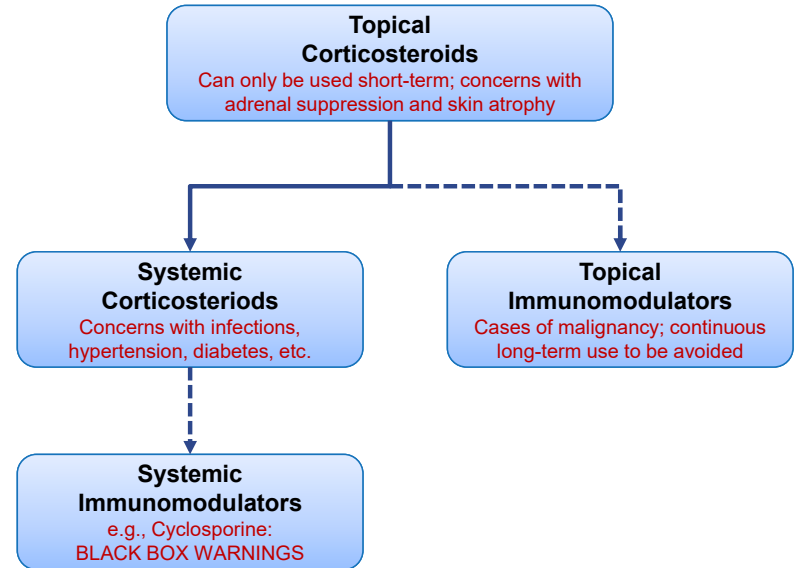 Topical
Corticosteroids
Can only be used short-term; concerns with
adrenal suppression and skin atrophy
Systemic
Corticosteriods
Concerns with infections,
hypertension, diabetes, etc.
Topical
Immunomodulators
Cases of malignancy; continuous
long-term use to be avoided
Systemic
Immunomodulators
e.g., Cyclosporine:
BLACK BOX WARNINGS